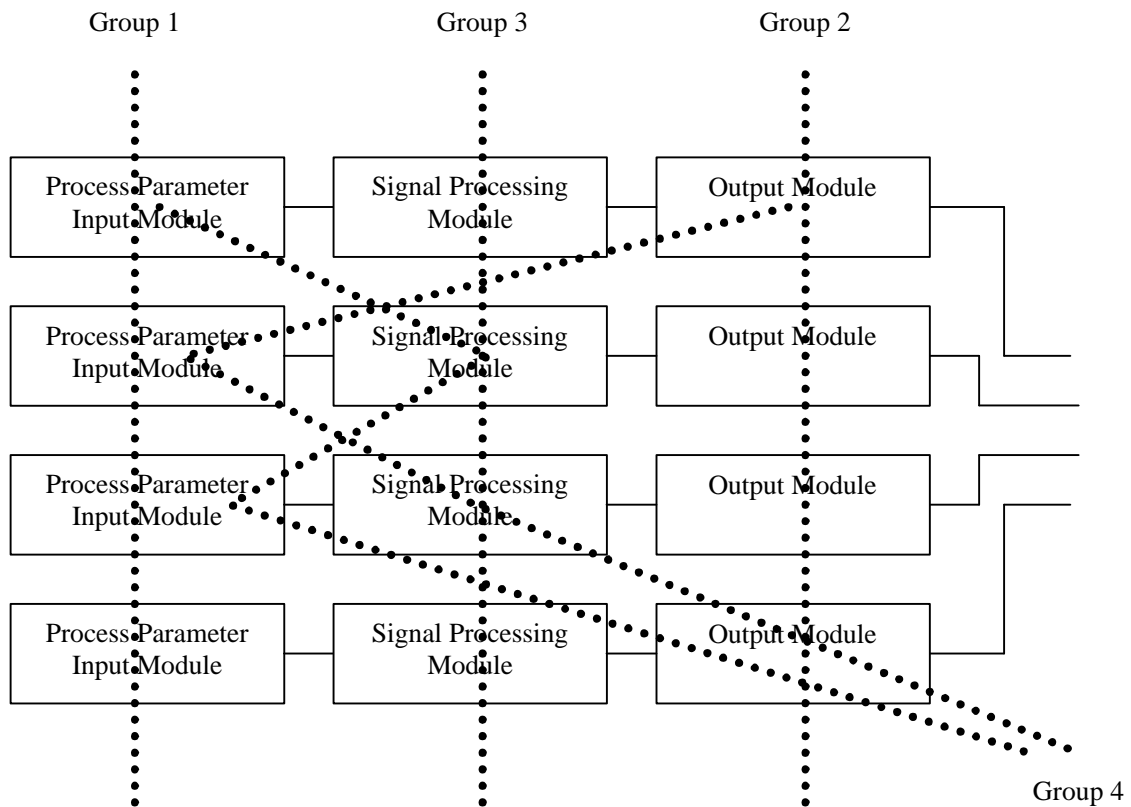 Group 1
Group 3
Group 2
Process Parameter
Input Module
Signal Processing
Module
Output Module
Process Parameter
Input Module
Signal Processing
Module
Output Module
Process Parameter
Input Module
Signal Processing
Module
Output Module
Process Parameter
Input Module
Signal Processing
Module
Output Module
Group 4